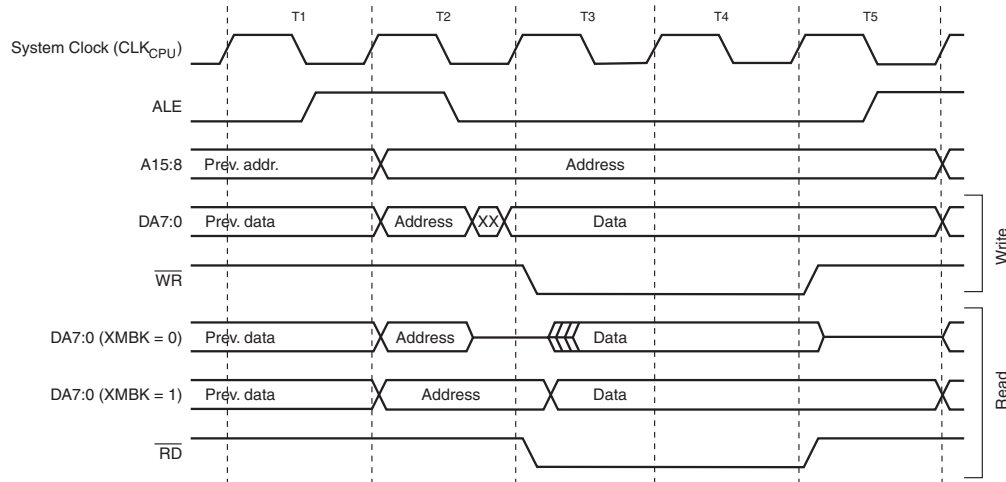 T1 T2 T3 T4 T5
System Clock (CLKCPU)
ALE
A15:8 Prev. addr. Address
DA7:0 Prev. data Address XX Data
WR
Write
DA7:0 (XMBK = 0) Prev. data Address Data
DA7:0 (XMBK = 1) Prev. data Address Data
Read
RD